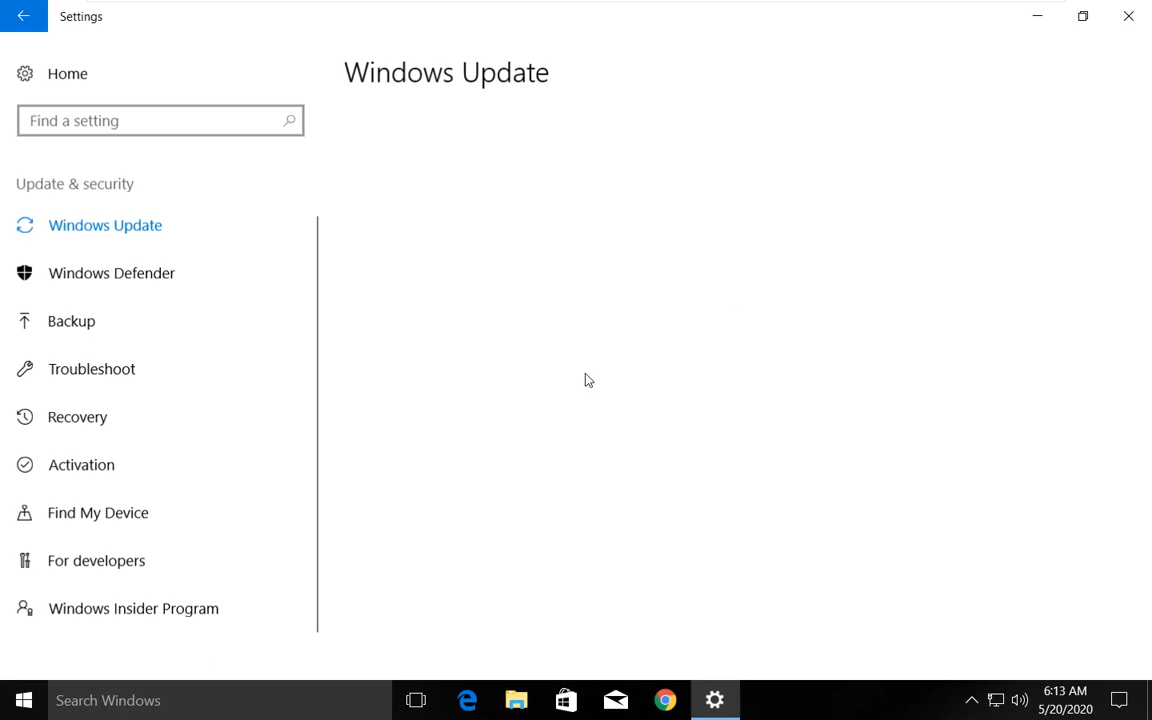 Settings
Home
Find a setting
Update & security
Windows Update
Windows Defender
Backup
Troubleshoot
Recovery
Activation
Find My Device
For developers
Windows Insider Program
Windows Update
Search Windows
6:13 AM
5/20/2020